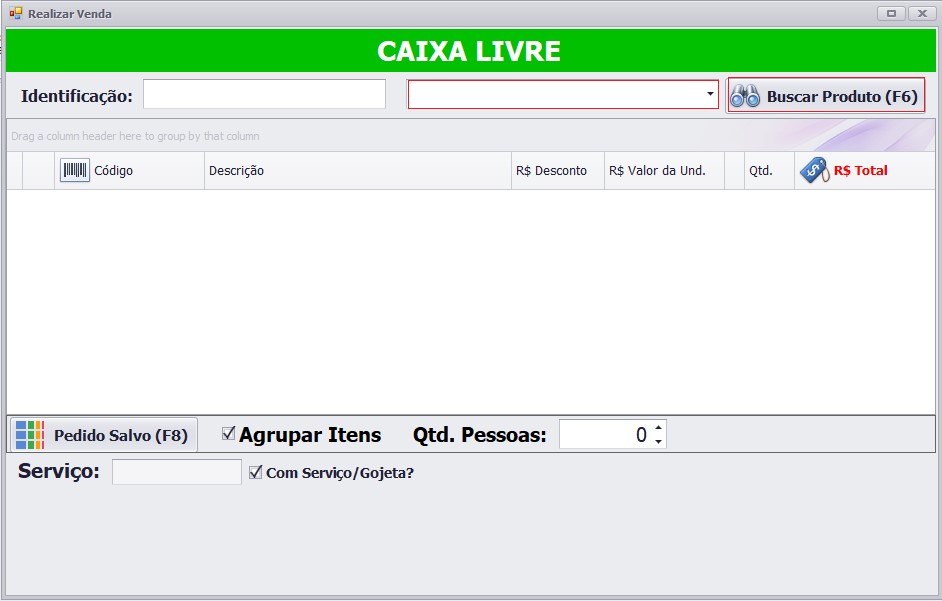 Realizar Venda
CAIXA LIVRE
Identificação: Buscar Produto (F6)
Drag a column header here to group by that column
Código Descrição R$ Desconto R$ Valor da Und. Qtd. R$ Total
Pedido Salvo (F8) Agrupar Itens Qtd. Pessoas: 0
Serviço: Com Serviço/Gojeta?